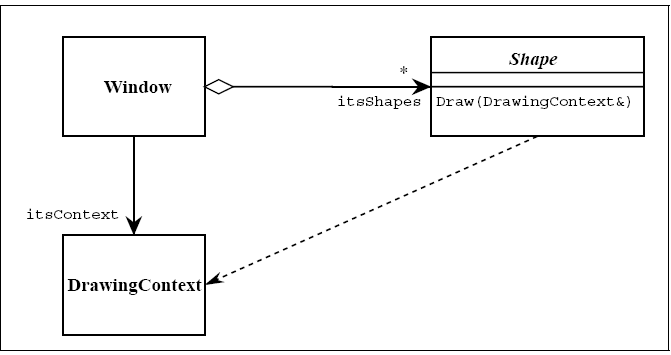 Shape
*
Window
itsShapes
Draw(DrawingContext&)
itsContext
DrawingContext